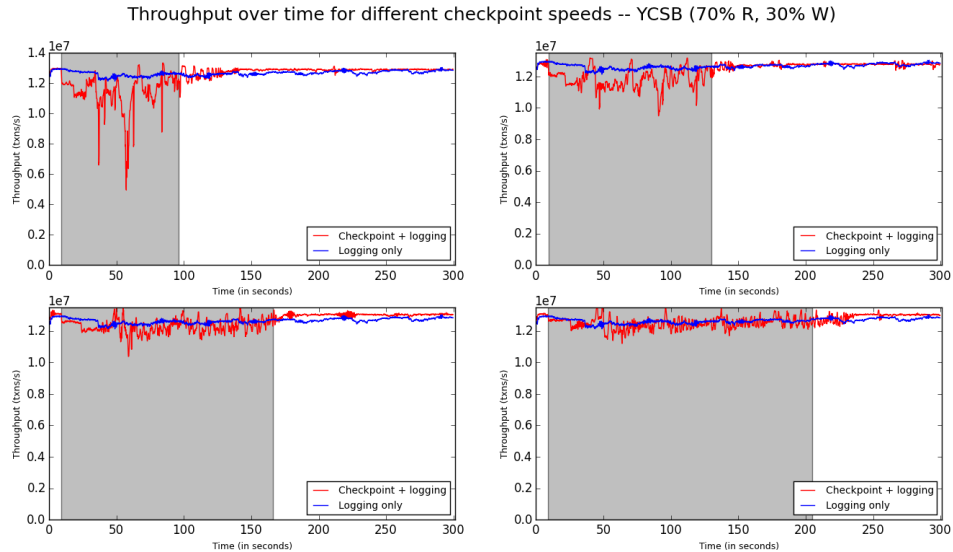 Throughput over time for different checkpoint speeds -- YCSB (70% R, 30% W)
1e7
1.4
1.2
1.0
0.8
0.6
0.4
0.2
0.0
Throughput (txns/s)
0 50 100 150 200 250 300
Time (in seconds)
Checkpoint + logging
Logging only
1e7
1.2
1.0
0.8
0.6
0.4
0.2
0.0
Throughput (txns/s)
0 50 100 150 200 250 300
Time (in seconds)
Checkpoint + logging
Logging only
1e7
1.2
1.0
0.8
0.6
0.4
0.2
0.0
Throughput (txns/s)
0 50 100 150 200 250 300
Time (in seconds)
Checkpoint + logging
Logging only
1e7
1.2
1.0
0.8
0.6
0.4
0.2
0.0
Throughput (txns/s)
0 50 100 150 200 250 300
Time (in seconds)
Checkpoint + logging
Logging only